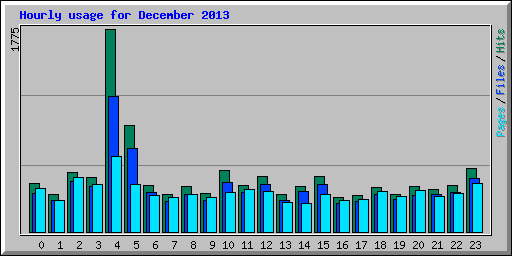 Hourly usage for December 2013
1775
Pages/Files/Hits
0 1 2 3 4 5 6 7 8 9 10 11 12 13 14 15 16 17 18 19 20 21 22 23